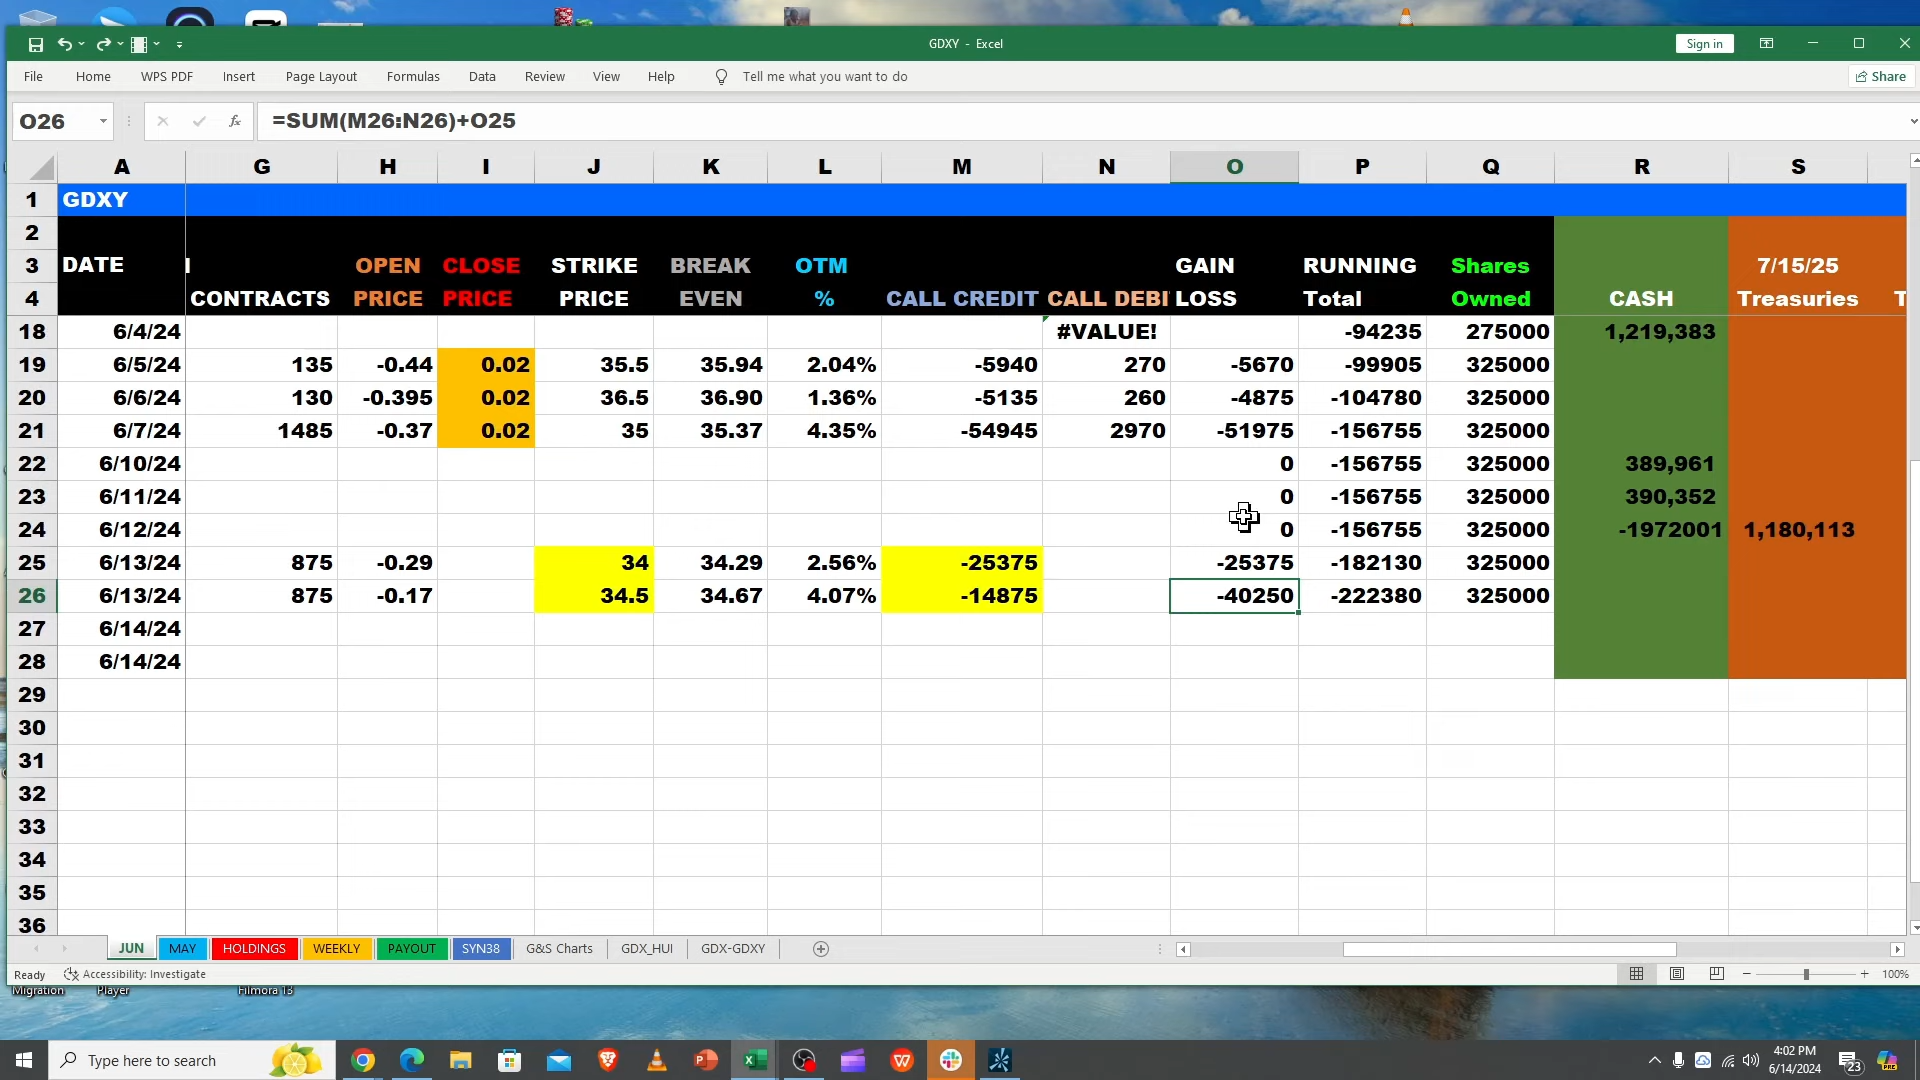 GDXY - Excel
Sign in
File Home WPS PDF Insert Page Layout Formulas Data Review View Help Tell me what you want to do Share
O26 fx =SUM(M26:N26)+O25
A G H I J K L M N O P Q R S
1 GDXY
2
3 DATE OPEN CLOSE STRIKE BREAK OTM GAIN RUNNING Shares 7/15/25
4 CONTRACTS PRICE PRICE PRICE EVEN % CALL CREDIT CALL DEBI LOSS Total Owned CASH Treasuries T
18 6/4/24 #VALUE! -94235 275000 1,219,383
19 6/5/24 135 -0.44 0.02 35.5 35.94 2.04% -5940 270 -5670 -99905 325000
20 6/6/24 130 -0.395 0.02 36.5 36.90 1.36% -5135 260 -4875 -104780 325000
21 6/7/24 1485 -0.37 0.02 35 35.37 4.35% -54945 2970 -51975 -156755 325000
22 6/10/24 0 -156755 325000 389,961
23 6/11/24 0 -156755 325000 390,352
24 6/12/24 0 -156755 325000 -1972001 1,180,113
25 6/13/24 875 -0.29 34 34.29 2.56% -25375 -25375 -182130 325000
26 6/13/24 875 -0.17 34.5 34.67 4.07% -14875 -40250 -222380 325000
27 6/14/24
28 6/14/24
29
30
31
32
33
34
35
36
JUN MAY HOLDINGS WEEKLY PAYOUT SYN38 G&S Charts GDX_HUI GDX-GDXY
Ready Accessibility: Investigate 100%
Migration Player Filmora 13
Type here to search 4:02 PM
6/14/2024 23